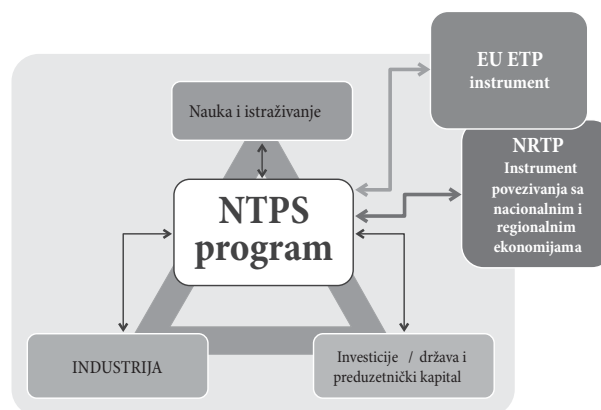 EU ETP
instrument
Nauka i istraživanje
NRTP
Instrument
povezivanja sa
nacionalnim i
regionalnim
ekonomijama
NTPS
program
INDUSTRIJA
Investicije / država i
preduzetnički kapital